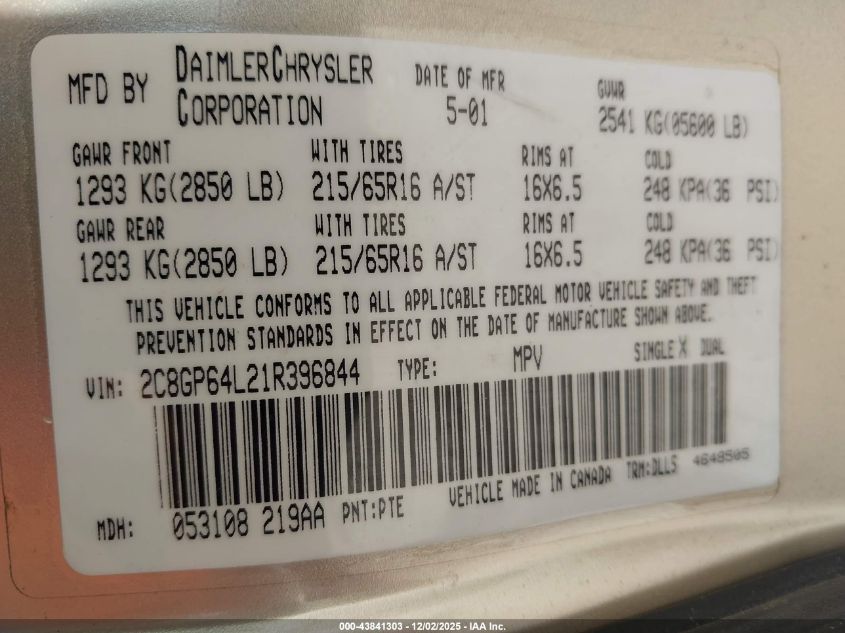 MFD BY DAIMLERCHRYSLER CORPORATION DATE OF MFR 5-01 GVWR 2541 KG(05600 LB)
GAWR FRONT WITH TIRES RIMS AT COLD
1293 KG(2850 LB) 215/65R16 A/ST 16X6.5 248 KPA(36 PSI)
GAWR REAR WITH TIRES RIMS AT COLD
1293 KG(2850 LB) 215/65R16 A/ST 16X6.5 248 KPA(36 PSI)
THIS VEHICLE CONFORMS TO ALL APPLICABLE FEDERAL MOTOR VEHICLE SAFETY AND THEFT
PREVENTION STANDARDS IN EFFECT ON THE DATE OF MANUFACTURE SHOWN ABOVE.
VIN: 2C8GP64L21R396844 TYPE: MPV SINGLE X DUAL
MDH: 053108 219AA PNT:PTE VEHICLE MADE IN CANADA TRM:DLL5 4648505
000-43841303 - 12/02/2025 - IAA Inc.